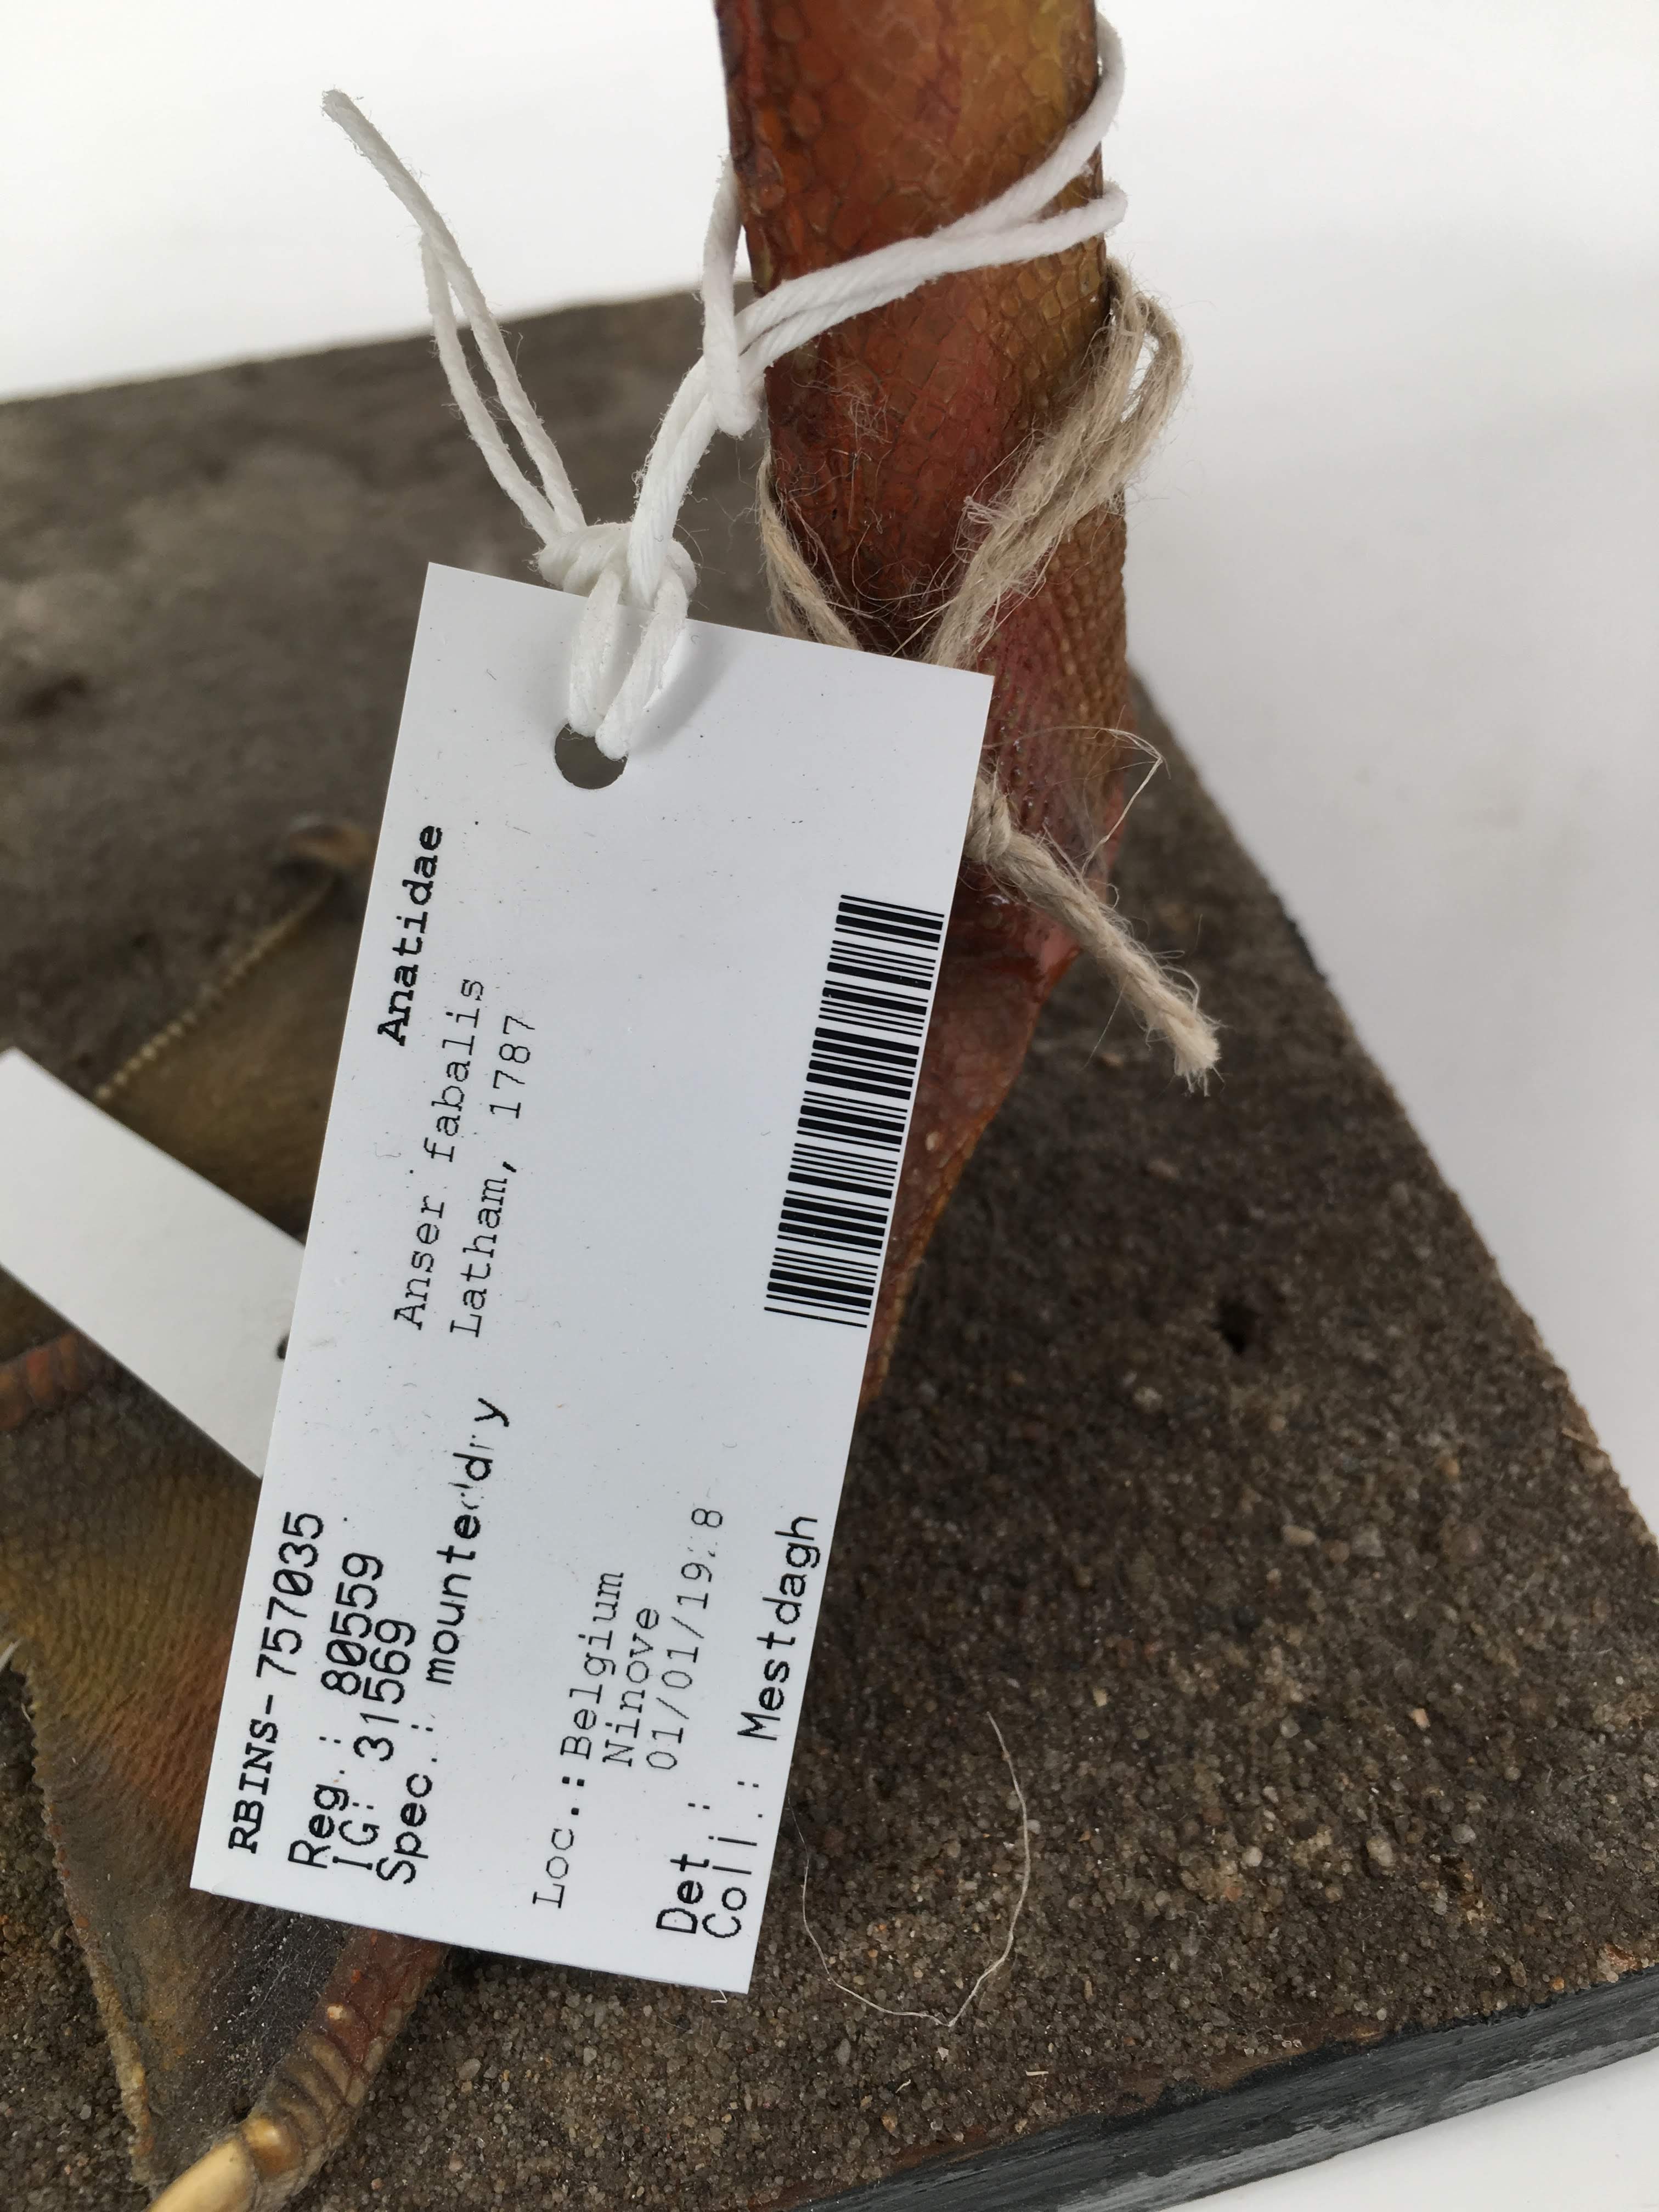 RBINS-757035
Reg.: 80559
IG: 31569
Spec.: mounted dry
Anatidae
Anser fabalis
Latham, 1787
Loc.: Belgium
Ninove
Det.:
Coll.: Mestdagh